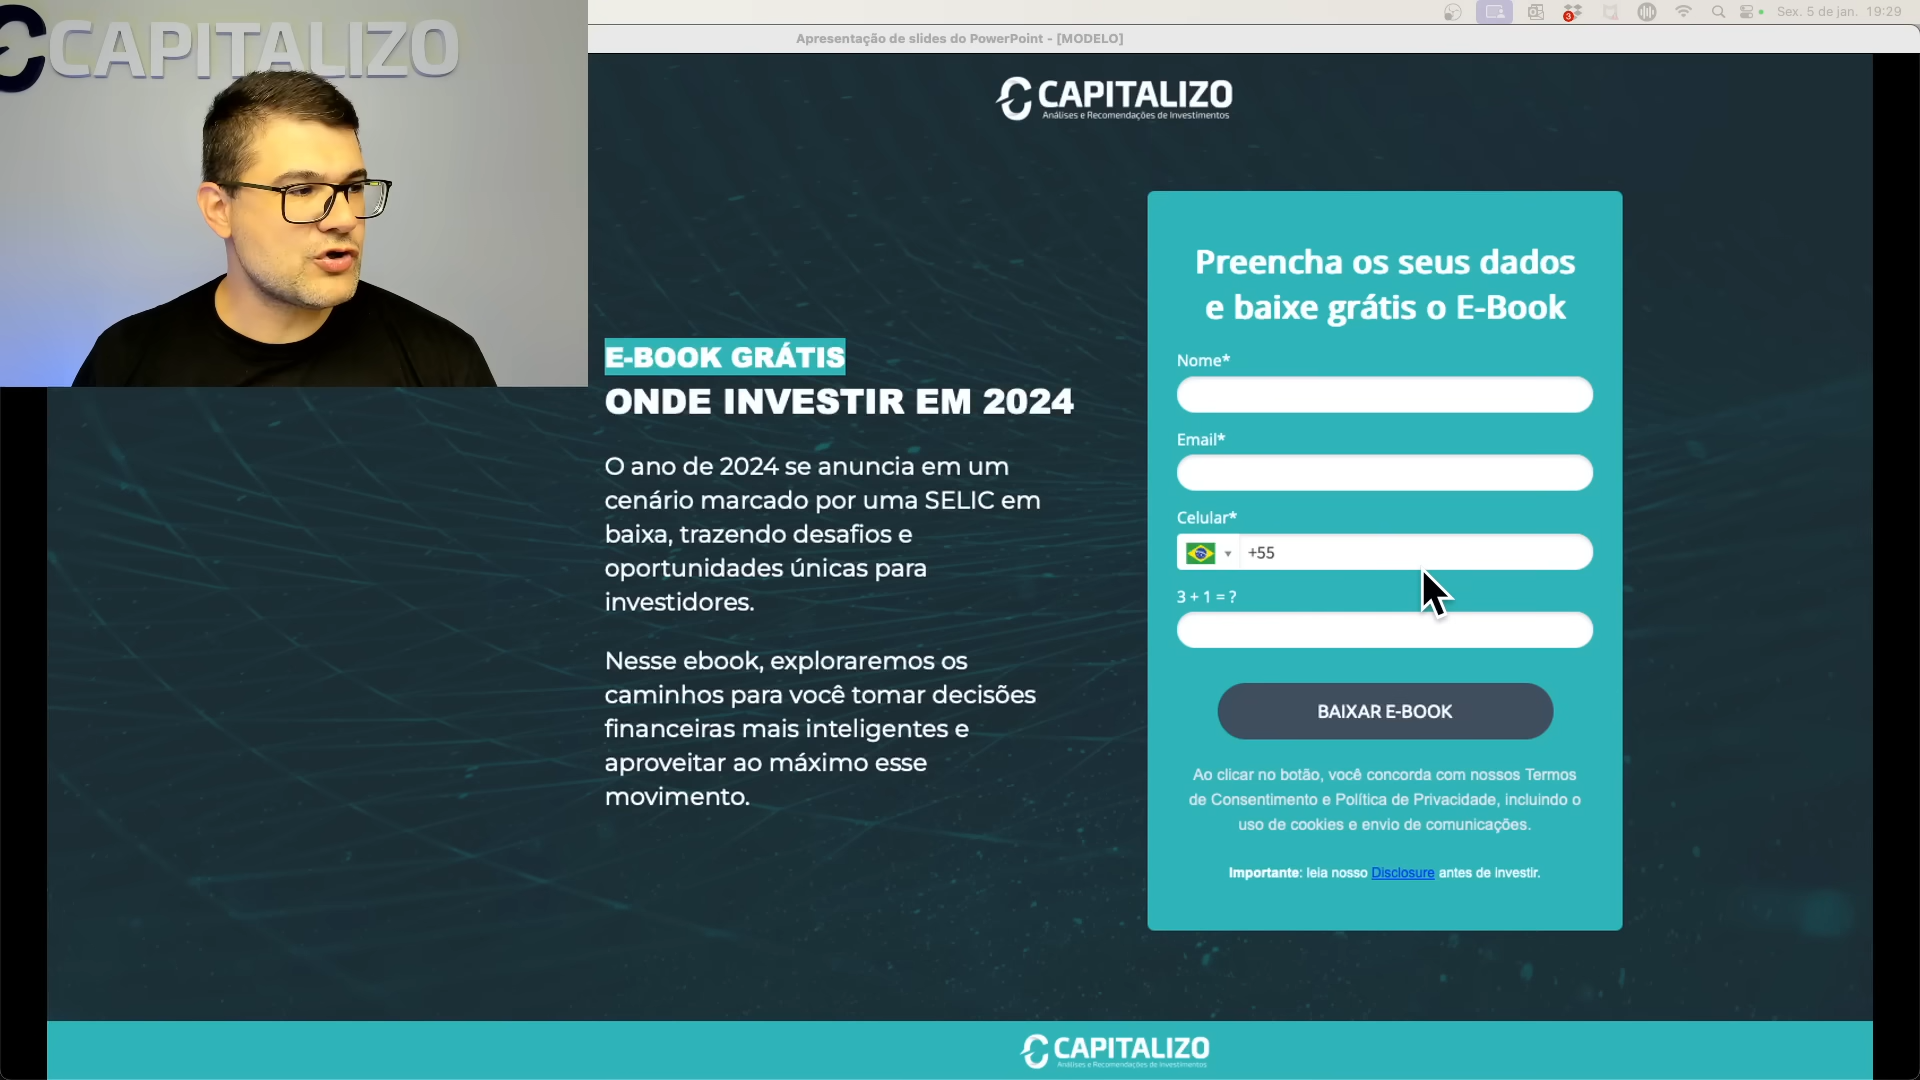 CAPITALIZO
Sex. 5 de jan. 19:29
Apresentação de slides do PowerPoint - [MODELO]
CAPITALIZO
Análises e Recomendações de Investimentos
E-BOOK GRÁTIS
ONDE INVESTIR EM 2024
O ano de 2024 se anuncia em um
cenário marcado por uma SELIC em
baixa, trazendo desafios e
oportunidades únicas para
investidores.
Nesse ebook, exploraremos os
caminhos para você tomar decisões
financeiras mais inteligentes e
aproveitar ao máximo esse
movimento.
Preencha os seus dados
e baixe grátis o E-Book
Nome*
Email*
Celular*
+55
3 + 1 = ?
BAIXAR E-BOOK
Ao clicar no botão, você concorda com nossos Termos
de Consentimento e Política de Privacidade, incluindo o
uso de cookies e envio de comunicações.
Importante: leia nosso Disclosure antes de investir.
CAPITALIZO
Análises e Recomendações de Investimentos